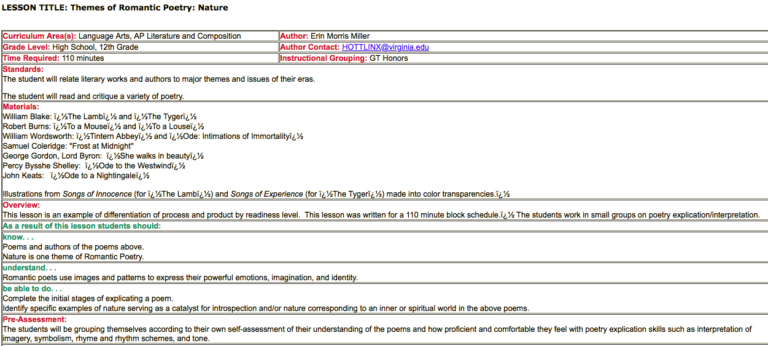 LESSON TITLE: Themes of Romantic Poetry: Nature
Curriculum Area(s): Language Arts, AP Literature and Composition
Author: Erin Morris Miller
Grade Level: High School, 12th Grade
Author Contact: HOTTLINX@virginia.edu
Time Required: 110 minutes
Instructional Grouping: GT Honors
Standards:
The student will relate literary works and authors to major themes and issues of their eras.
The student will read and critique a variety of poetry.
Materials:
William Blake: ï¿½The Lambï¿½ and ï¿½The Tygerï¿½
Robert Burns: ï¿½To a Mouseï¿½ and ï¿½To a Louseï¿½
William Wordsworth: ï¿½Tintern Abbeyï¿½ and ï¿½Ode: Intimations of Immortalityï¿½
Samuel Coleridge: "Frost at Midnight"
George Gordon, Lord Byron: ï¿½She walks in beautyï¿½
Percy Bysshe Shelley: ï¿½Ode to the Westwindï¿½
John Keats: ï¿½Ode to a Nightingaleï¿½
Illustrations from Songs of Innocence (for ï¿½The Lambï¿½) and Songs of Experience (for ï¿½The Tygerï¿½) made into color transparencies.ï¿½
Overview:
This lesson is an example of differentiation of process and product by readiness level. This lesson was written for a 110 minute block schedule.ï¿½ The students work in small groups on poetry explication/interpretation.
As a result of this lesson students should:
know. . .
Poems and authors of the poems above.
Nature is one theme of Romantic Poetry.
understand. . .
Romantic poets use images and patterns to express their powerful emotions, imagination, and identity.
be able to do. . .
Complete the initial stages of explicating a poem.
Identify specific examples of nature serving as a catalyst for introspection and/or nature corresponding to an inner or spiritual world in the above poems.
Pre-Assessment:
The students will be grouping themselves according to their own self-assessment of their understanding of the poems and how proficient and comfortable they feel with poetry explication skills such as interpretation of
imagery, symbolism, rhyme and rhythm schemes, and tone.